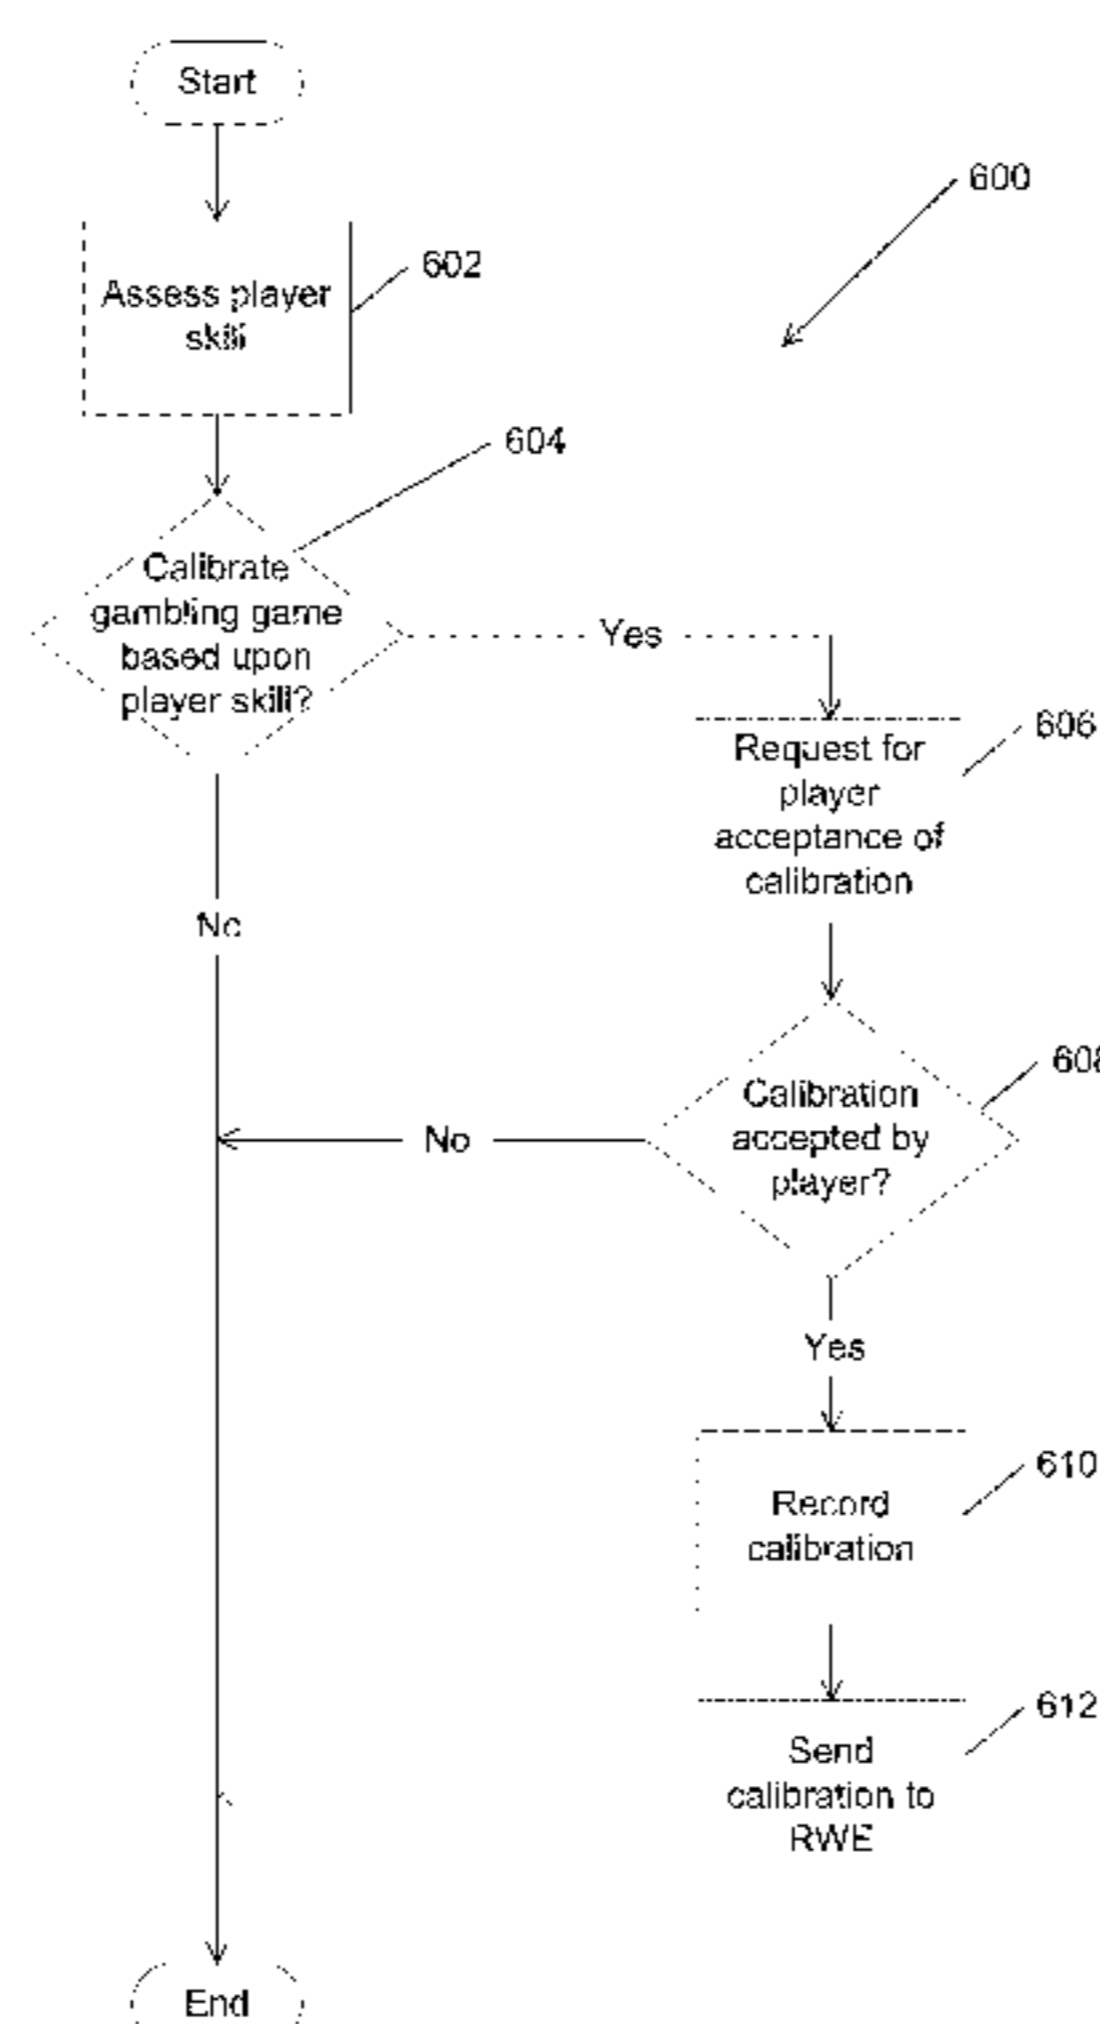 Start
600
602
Assess player
skill
604
Calibrate
gambling game
based upon
player skill?
Yes
606
Request for
player
acceptance of
calibration
No
608
Calibration
accepted by
player?
No
Yes
610
Record
calibration
612
Send
calibration to
RWE
End